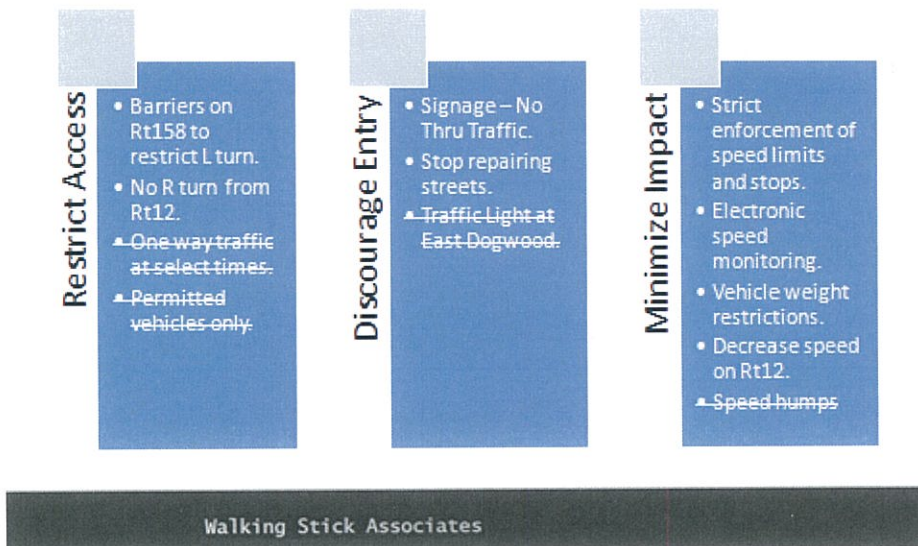 Restrict Access
• Barriers on
Rt158 to
restrict L turn.
• No R turn from
Rt12.
• One way traffic
at select times.
• Permitted
vehicles only.
Discourage Entry
• Signage – No
Thru Traffic.
• Stop repairing
streets.
• Traffic Light at
East Dogwood.
Minimize Impact
• Strict
enforcement of
speed limits
and stops.
• Electronic
speed
monitoring.
• Vehicle weight
restrictions.
• Decrease speed
on Rt12.
• Speed humps
Walking Stick Associates